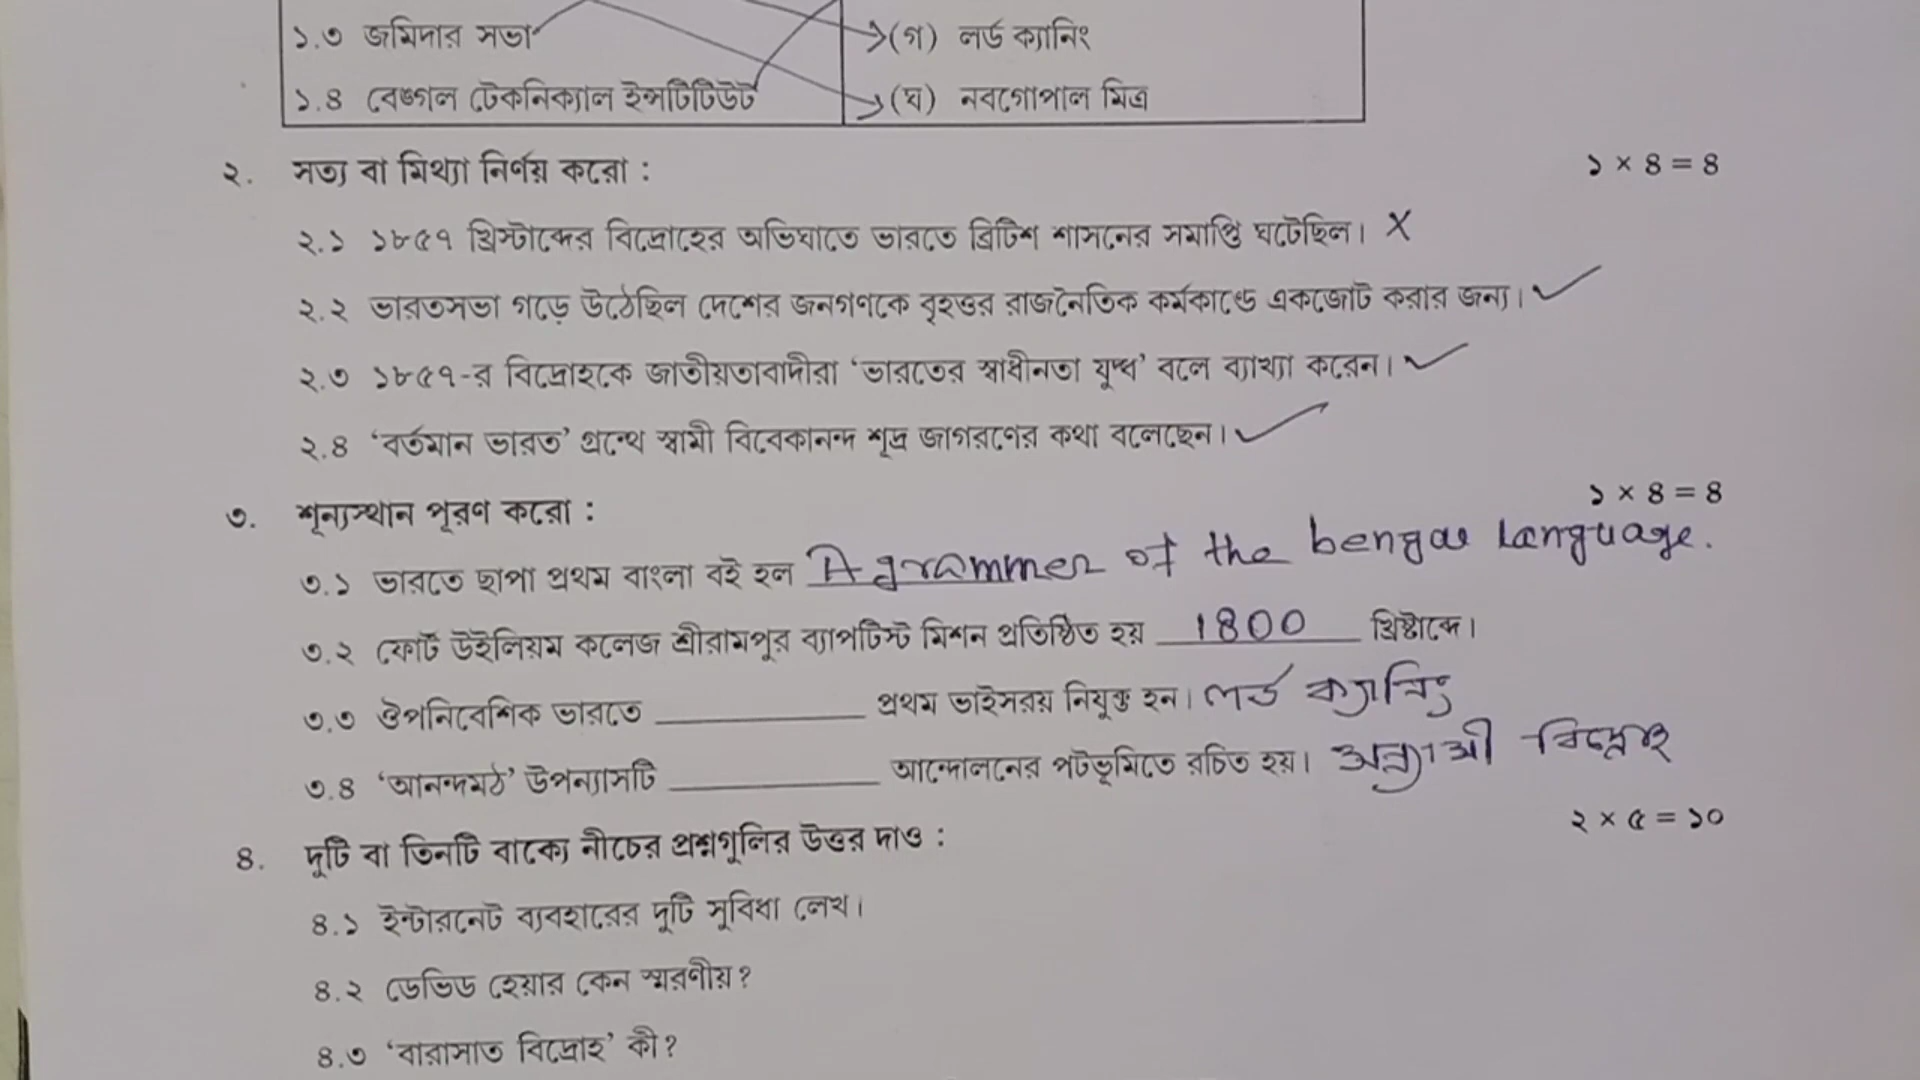 ১.৩ জমিদার সভা (গ) লর্ড ক্যানিং
১.৪ বেঙ্গল টেকনিক্যাল ইন্সটিটিউট (ঘ) নবগোপাল মিত্র
২. সত্য বা মিথ্যা নির্ণয় করো : ১ × ৪ = ৪
২.১ ১৮৫৭ খ্রিস্টাব্দের বিদ্রোহের অভিঘাতে ভারতে ব্রিটিশ শাসনের সমাপ্তি ঘটেছিল। X
২.২ ভারতসভা গড়ে উঠেছিল দেশের জনগণকে বৃহত্তর রাজনৈতিক কর্মকাণ্ডে একজোট করার জন্য। ✓
২.৩ ১৮৫৭-র বিদ্রোহকে জাতীয়তাবাদীরা ‘ভারতের স্বাধীনতা যুদ্ধ’ বলে ব্যাখ্যা করেন। ✓
২.৪ ‘বর্তমান ভারত’ গ্রন্থে স্বামী বিবেকানন্দ শূদ্র জাগরণের কথা বলেছেন। ✓
৩. শূন্যস্থান পূরণ করো : ১ × ৪ = ৪
৩.১ ভারতে ছাপা প্রথম বাংলা বই হল A grammer of the bengal Language.
৩.২ ফোর্ট উইলিয়ম কলেজ শ্রীরামপুর ব্যাপটিস্ট মিশন প্রতিষ্ঠিত হয় 1800 খ্রিষ্টাব্দে।
৩.৩ ঔপনিবেশিক ভারতে ____________ প্রথম ভাইসরয় নিযুক্ত হন। লর্ড ক্যানিং
৩.৪ ‘আনন্দমঠ’ উপন্যাসটি ____________ আন্দোলনের পটভূমিতে রচিত হয়। সন্ন্যাসী বিদ্রোহ
৪. দুটি বা তিনটি বাক্যে নীচের প্রশ্নগুলির উত্তর দাও : ২ × ৫ = ১০
৪.১ ইন্টারনেট ব্যবহারের দুটি সুবিধা লেখ।
৪.২ ডেভিড হেয়ার কেন স্মরণীয়?
৪.৩ ‘বারাসাত বিদ্রোহ’ কী?